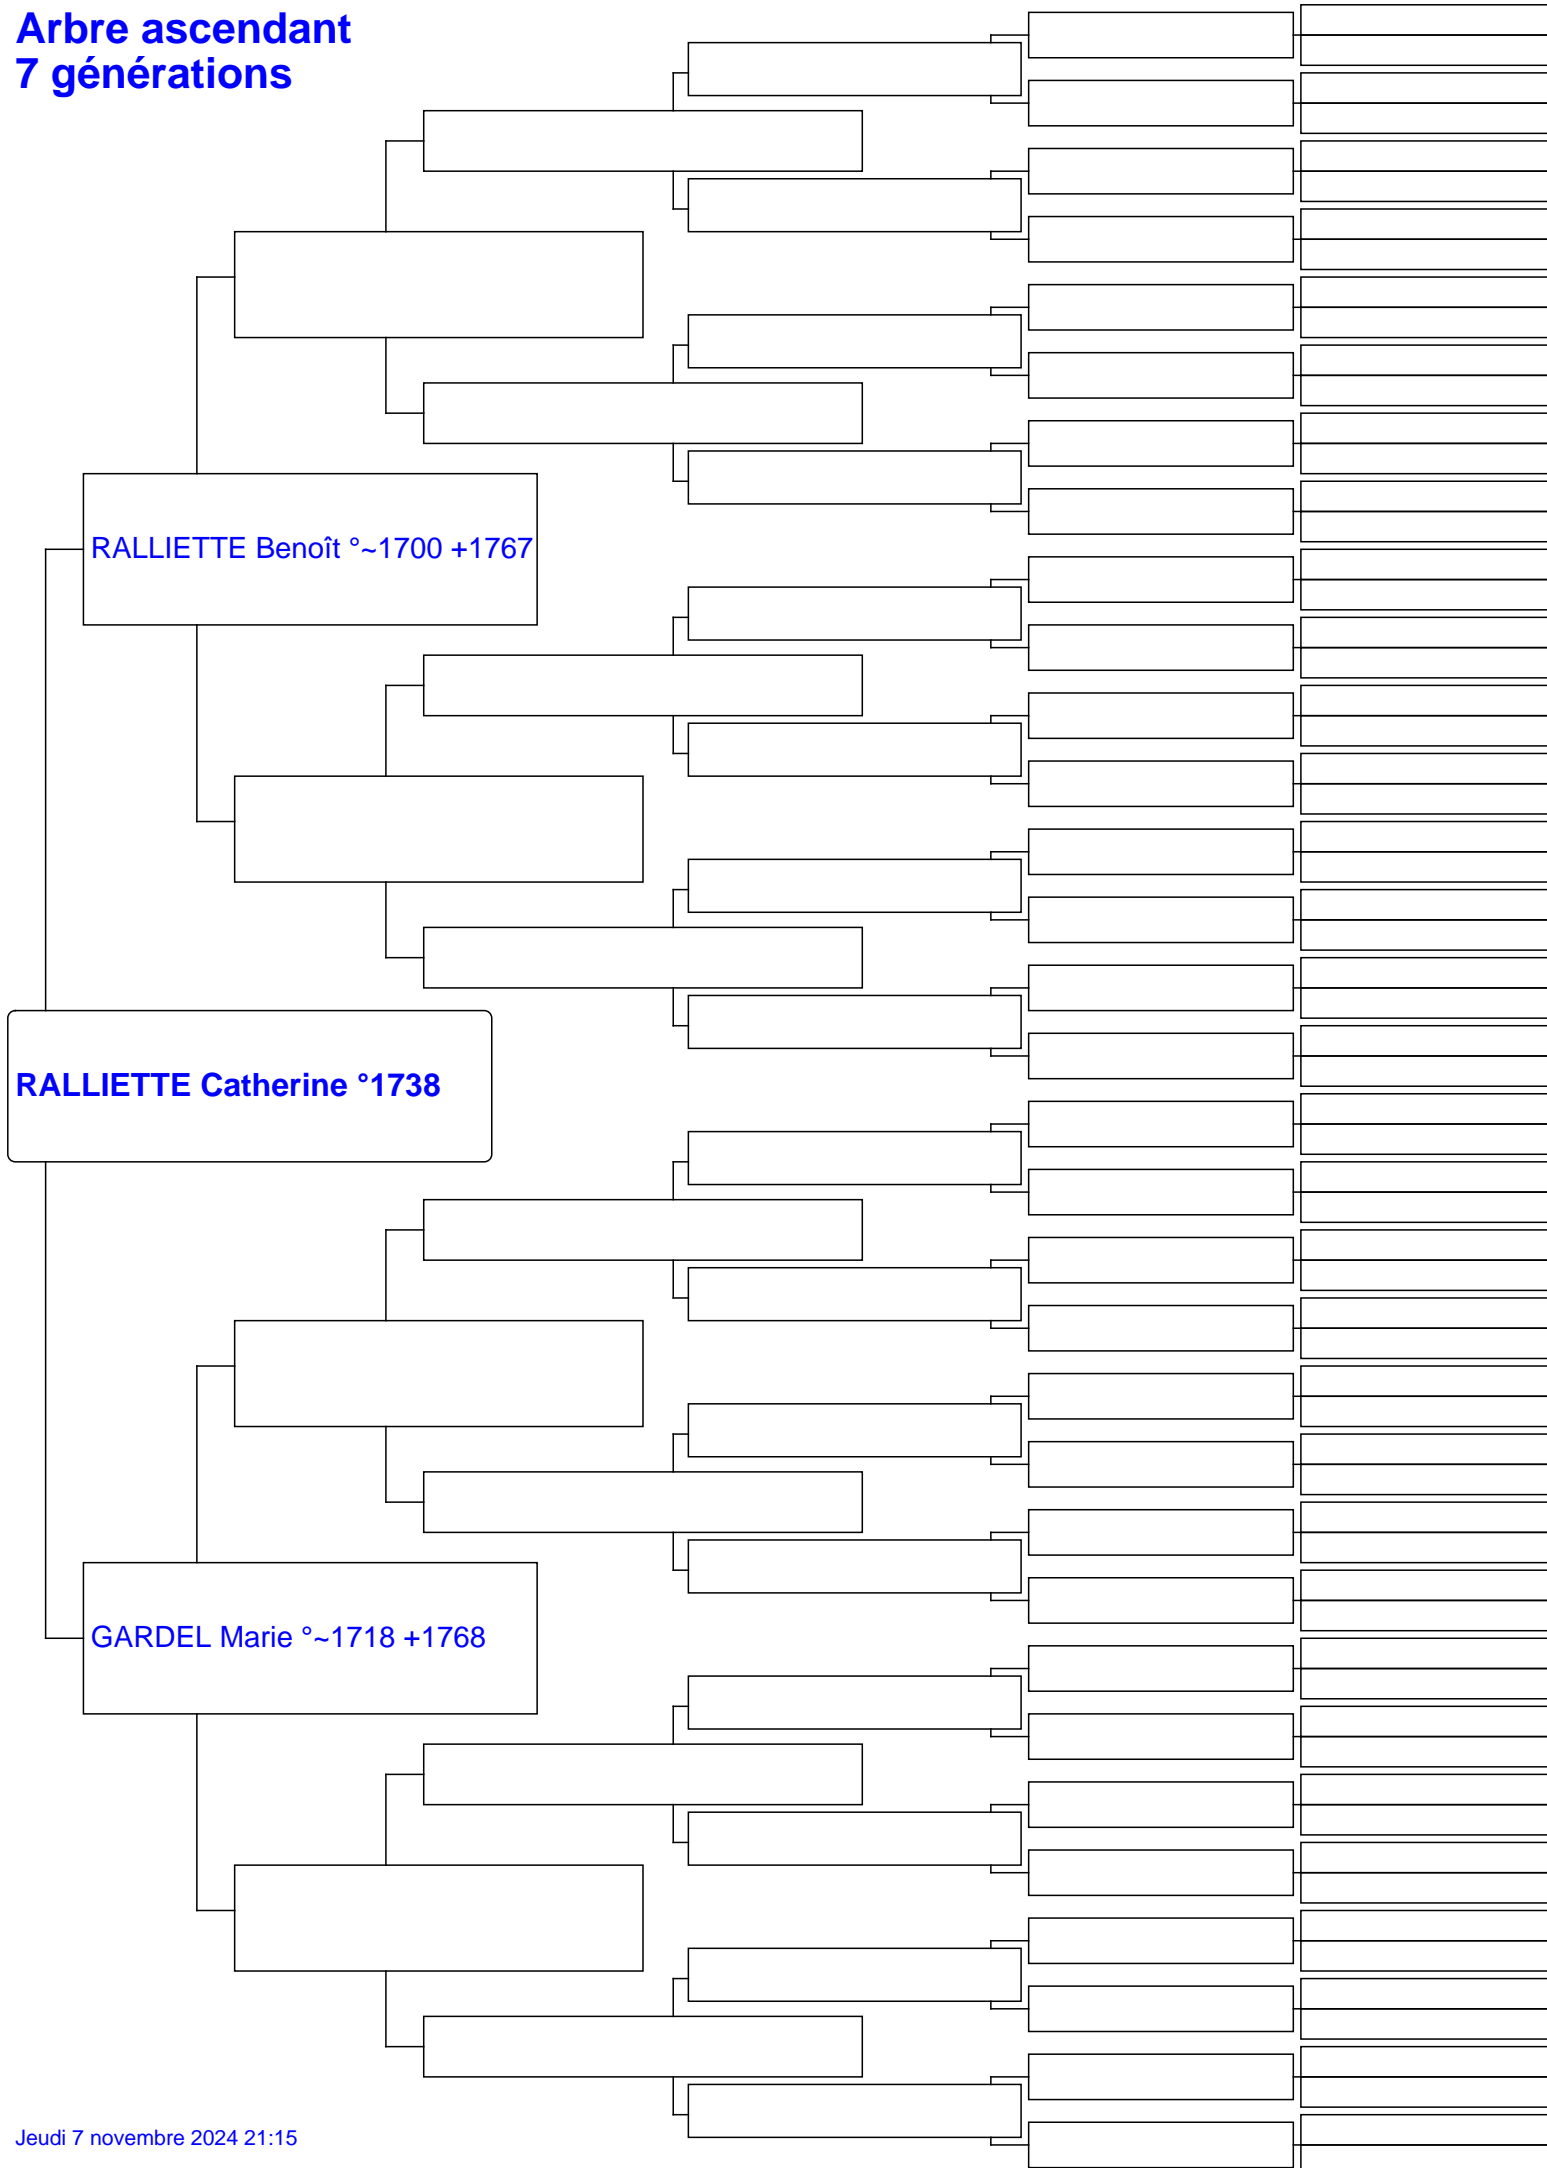 Arbre ascendant
7 générations
RALLIETTE Benoît °~1700 +1767
RALLIETTE Catherine °1738
GARDEL Marie °~1718 +1768
Jeudi 7 novembre 2024 21:15